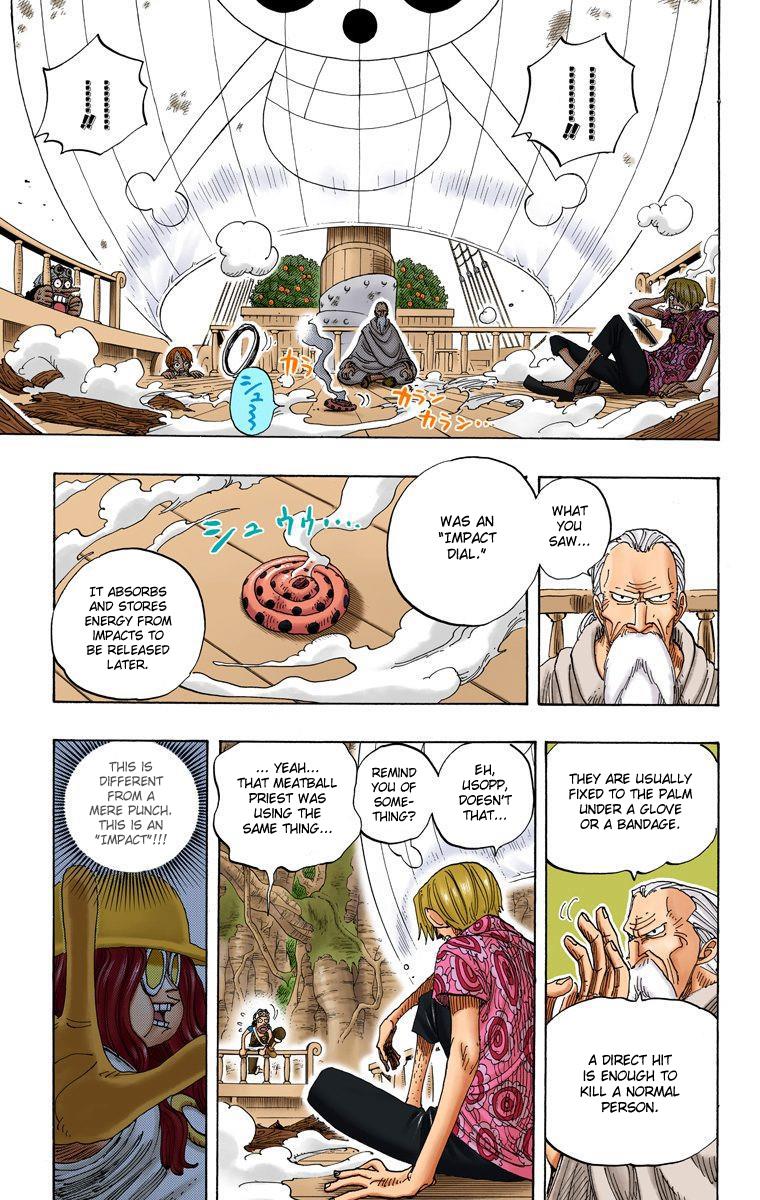 !!
!!
カラ
シュ〜
カラン
カラン…
WHAT
YOU
SAW...
WAS AN
"IMPACT
DIAL."
シュウゥ‥‥
IT ABSORBS
AND STORES
ENERGY FROM
IMPACTS TO
BE RELEASED
LATER.
THEY ARE USUALLY
FIXED TO THE PALM
UNDER A GLOVE
OR A BANDAGE.
A DIRECT HIT
IS ENOUGH TO
KILL A NORMAL
PERSON.
EH,
USOPP,
DOESN'T
THAT...
REMIND
YOU OF
SOME-
THING?
... YEAH...
THAT MEATBALL
PRIEST WAS
USING THE
SAME THING...
THIS IS
DIFFERENT
FROM A
MERE PUNCH.
THIS IS AN
"IMPACT"!!!